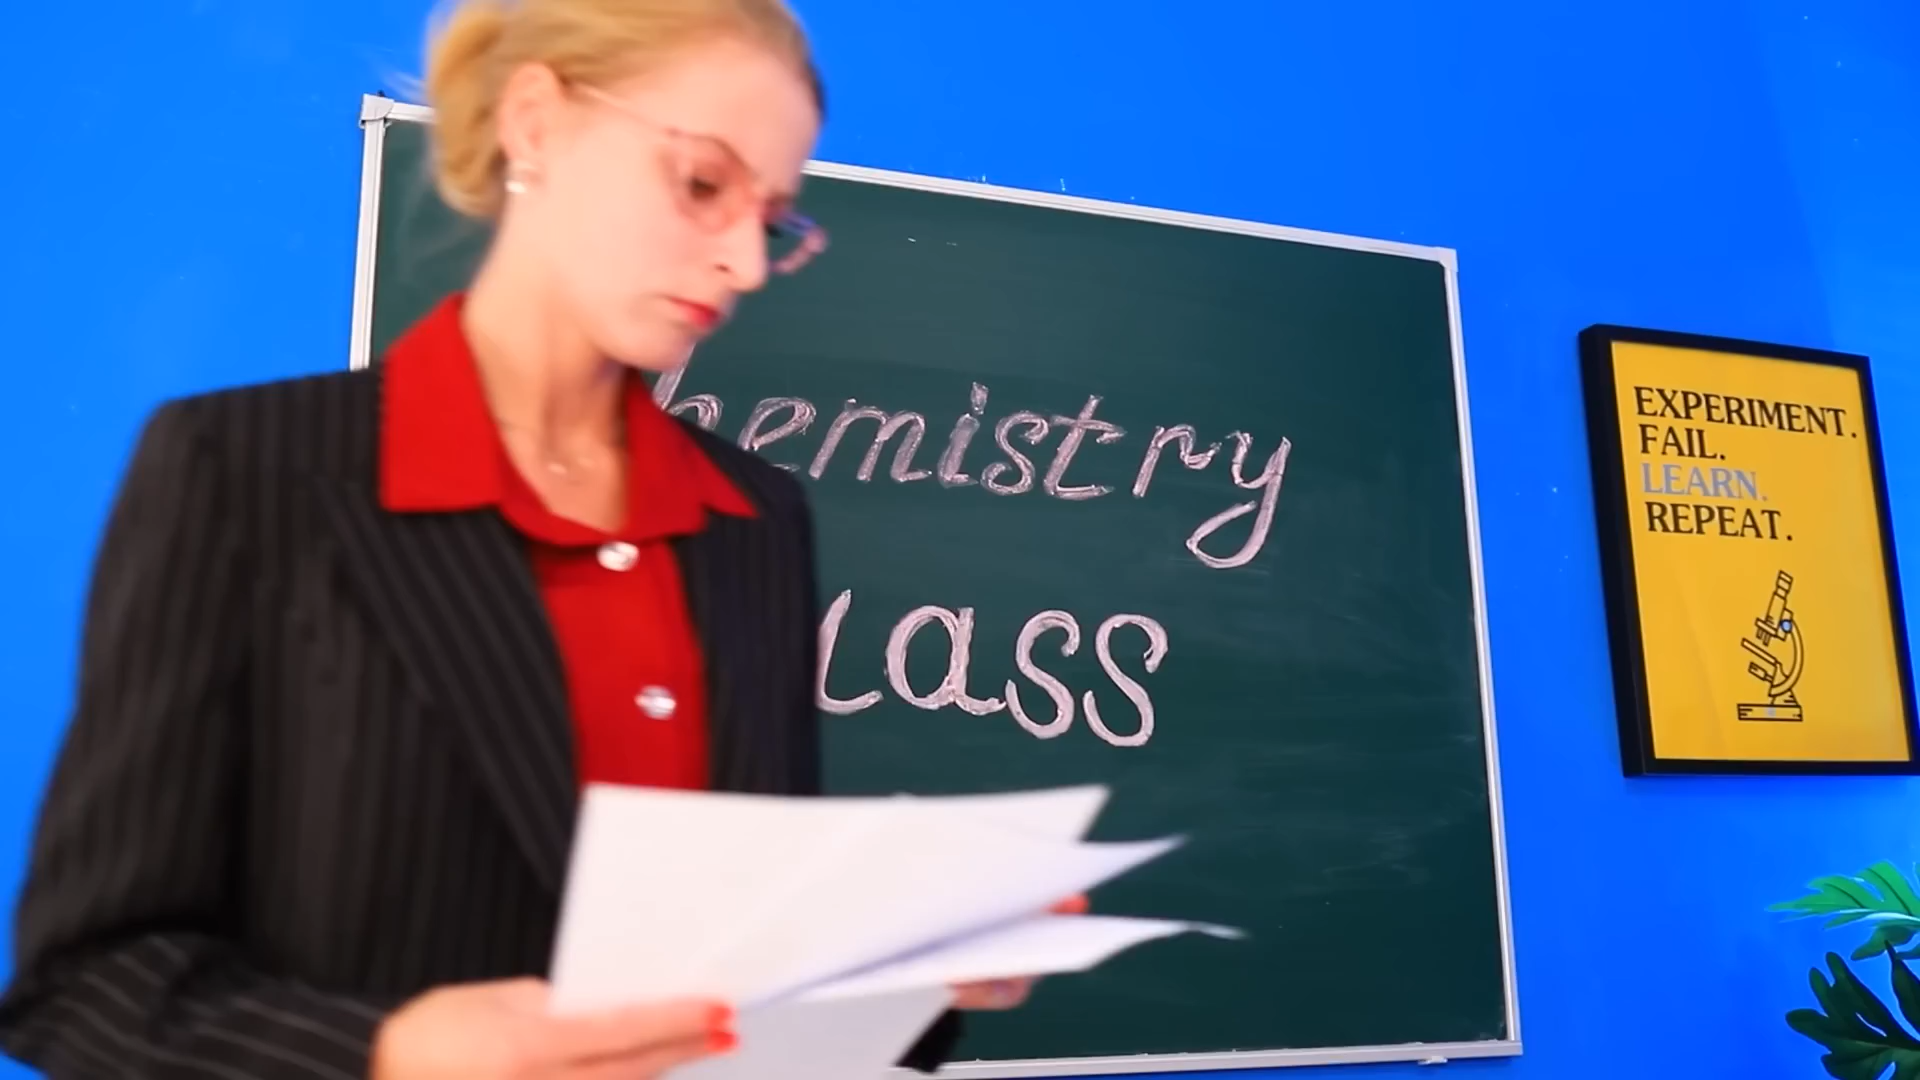 hemistry
lass
EXPERIMENT.
FAIL.
LEARN.
REPEAT.